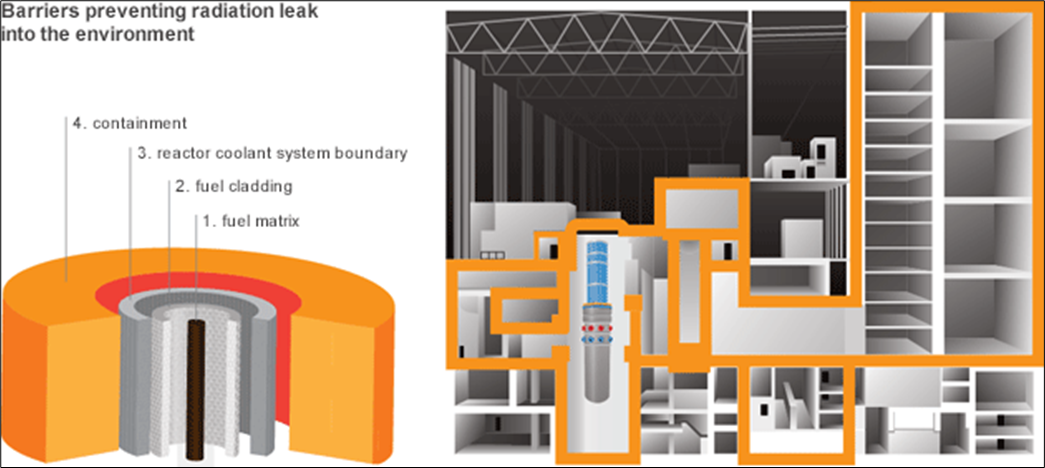 Barriers preventing radiation leak
into the environment
4. containment
3. reactor coolant system boundary
2. fuel cladding
1. fuel matrix